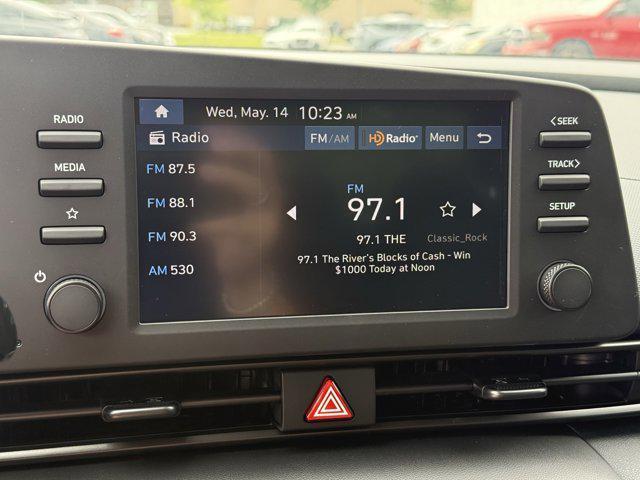 RADIO
MEDIA
Wed, May. 14 10:23 AM
Radio FM/AM HD Radio Menu
FM 87.5
FM 88.1
FM 90.3
AM 530
FM
97.1
97.1 THE Classic_Rock
97.1 The River's Blocks of Cash - Win
$1000 Today at Noon
<SEEK
TRACK>
SETUP